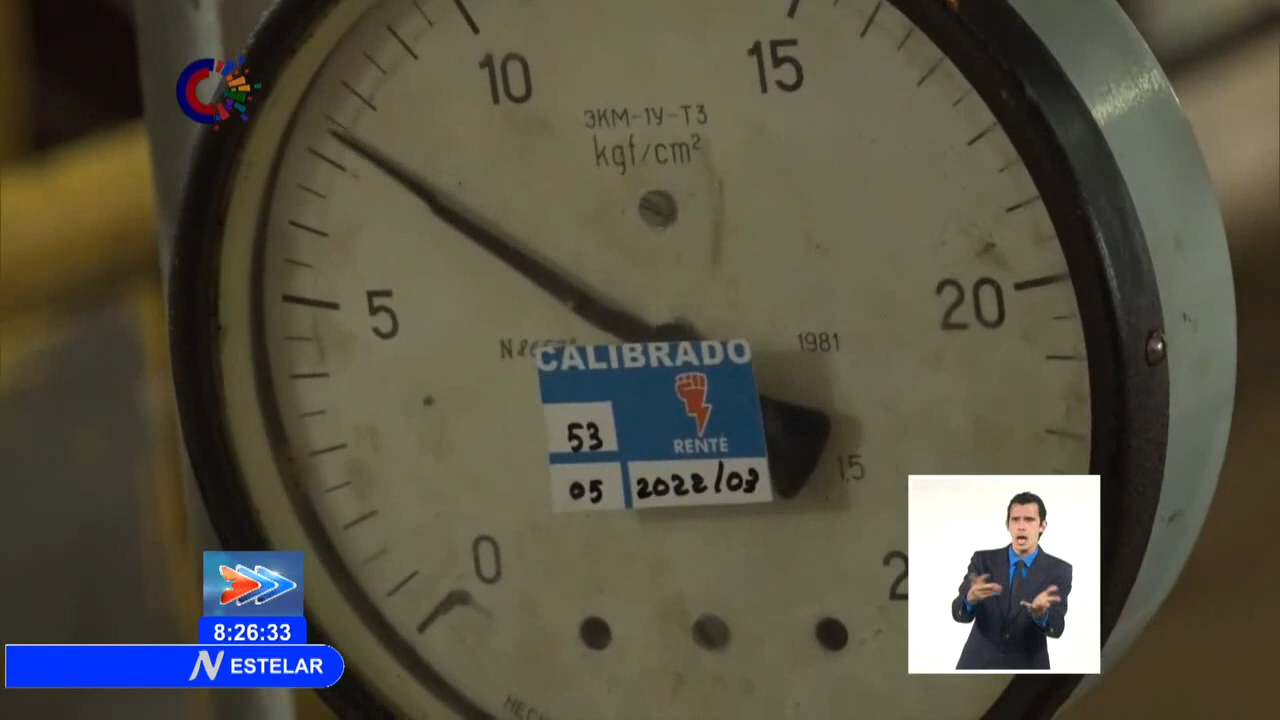 10
15
ЭКМ-1У-Т3
kgf/cm²
5
20
1981
CALIBRADO
53
RENTÉ
05
2022/03
1.5
0
8:26:33
N ESTELAR